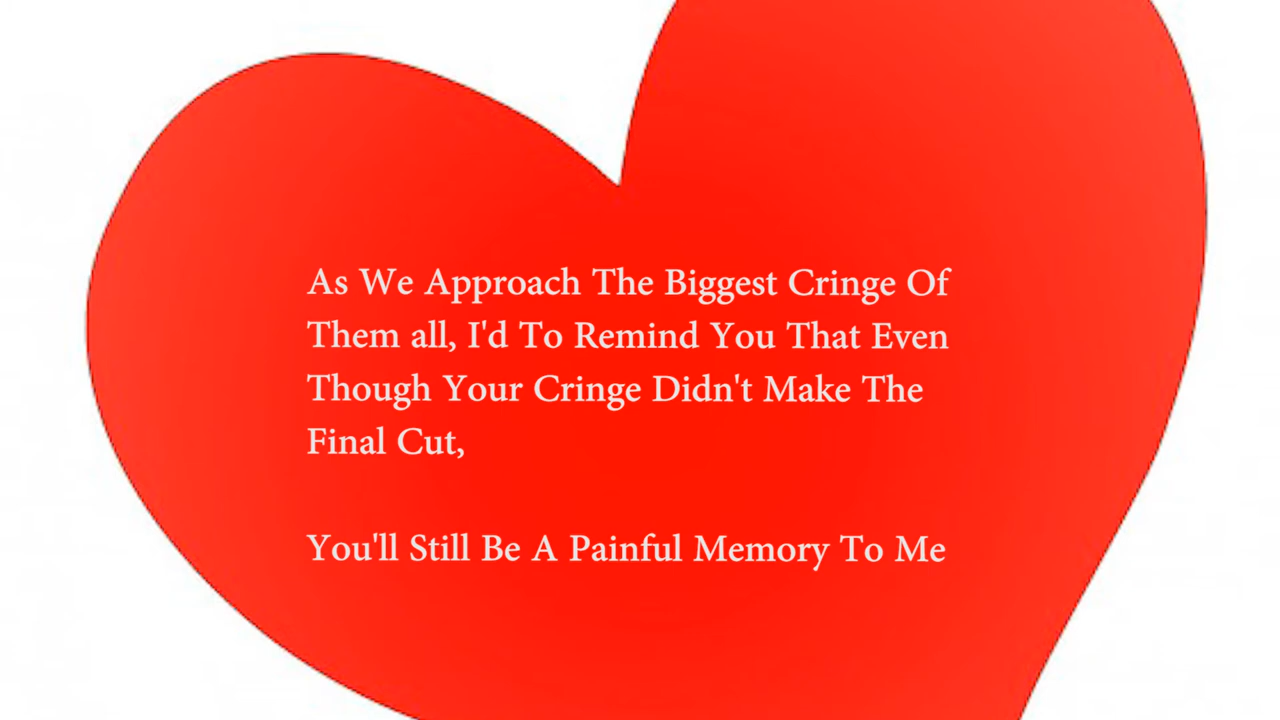 As We Approach The Biggest Cringe Of
Them all, I'd To Remind You That Even
Though Your Cringe Didn't Make The
Final Cut,
You'll Still Be A Painful Memory To Me